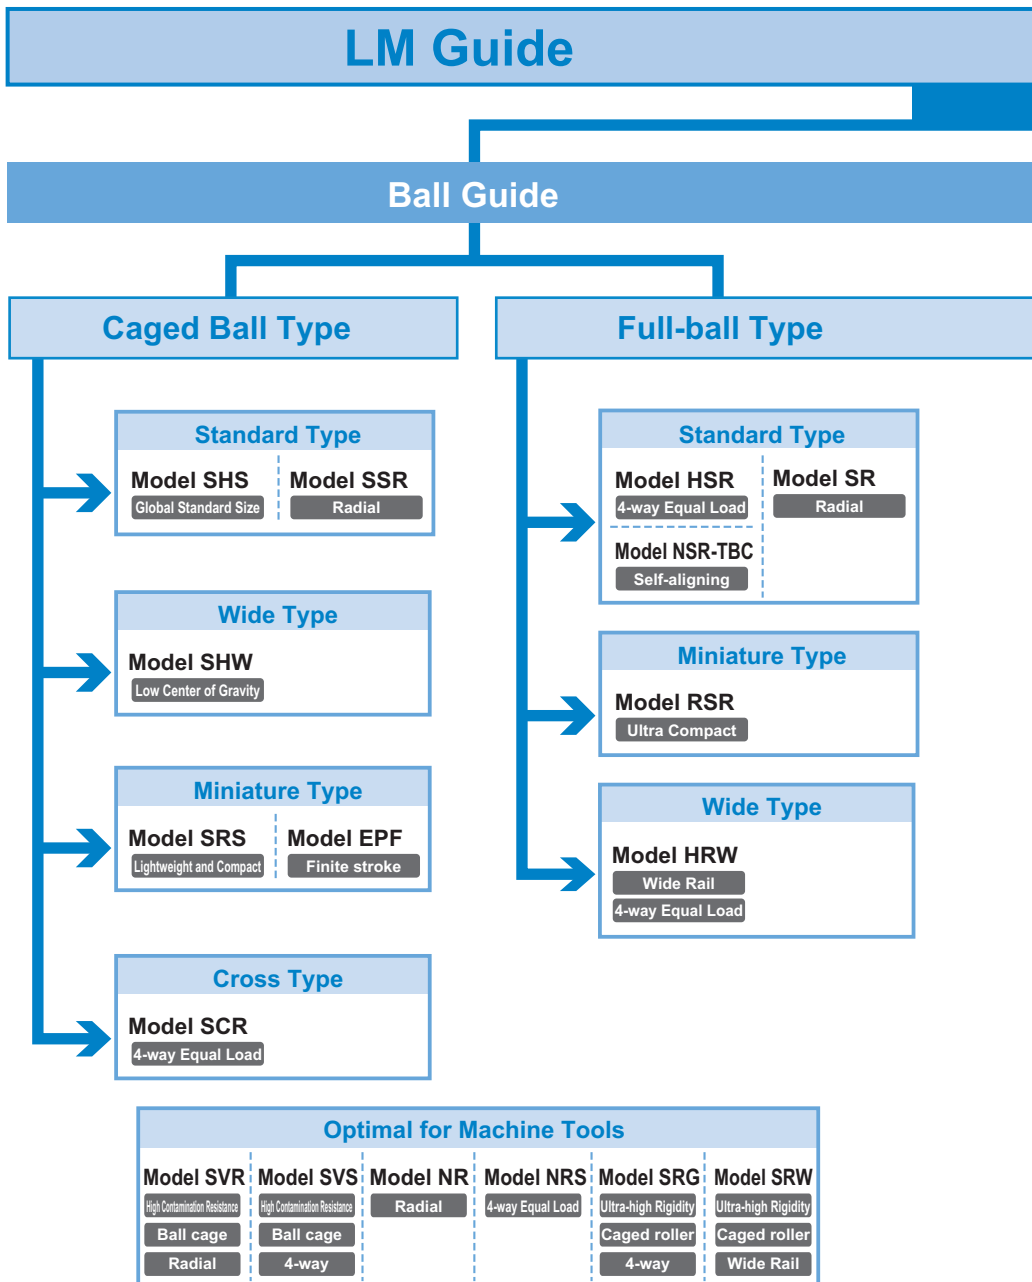 LM Guide
Ball Guide
Caged Ball Type
Standard Type
Model SHS
Global Standard Size
Model SSR
Radial
Wide Type
Model SHW
Low Center of Gravity
Miniature Type
Model SRS
Lightweight and Compact
Model EPF
Finite stroke
Cross Type
Model SCR
4-way Equal Load
Full-ball Type
Standard Type
Model HSR
4-way Equal Load
Model NSR-TBC
Self-aligning
Model SR
Radial
Miniature Type
Model RSR
Ultra Compact
Wide Type
Model HRW
Wide Rail
4-way Equal Load
Optimal for Machine Tools
Model SVR
High Contamination Resistance
Ball cage
Radial
Model SVS
High Contamination Resistance
Ball cage
4-way
Model NR
Radial
Model NRS
4-way Equal Load
Model SRG
Ultra-high Rigidity
Caged roller
4-way
Model SRW
Ultra-high Rigidity
Caged roller
Wide Rail